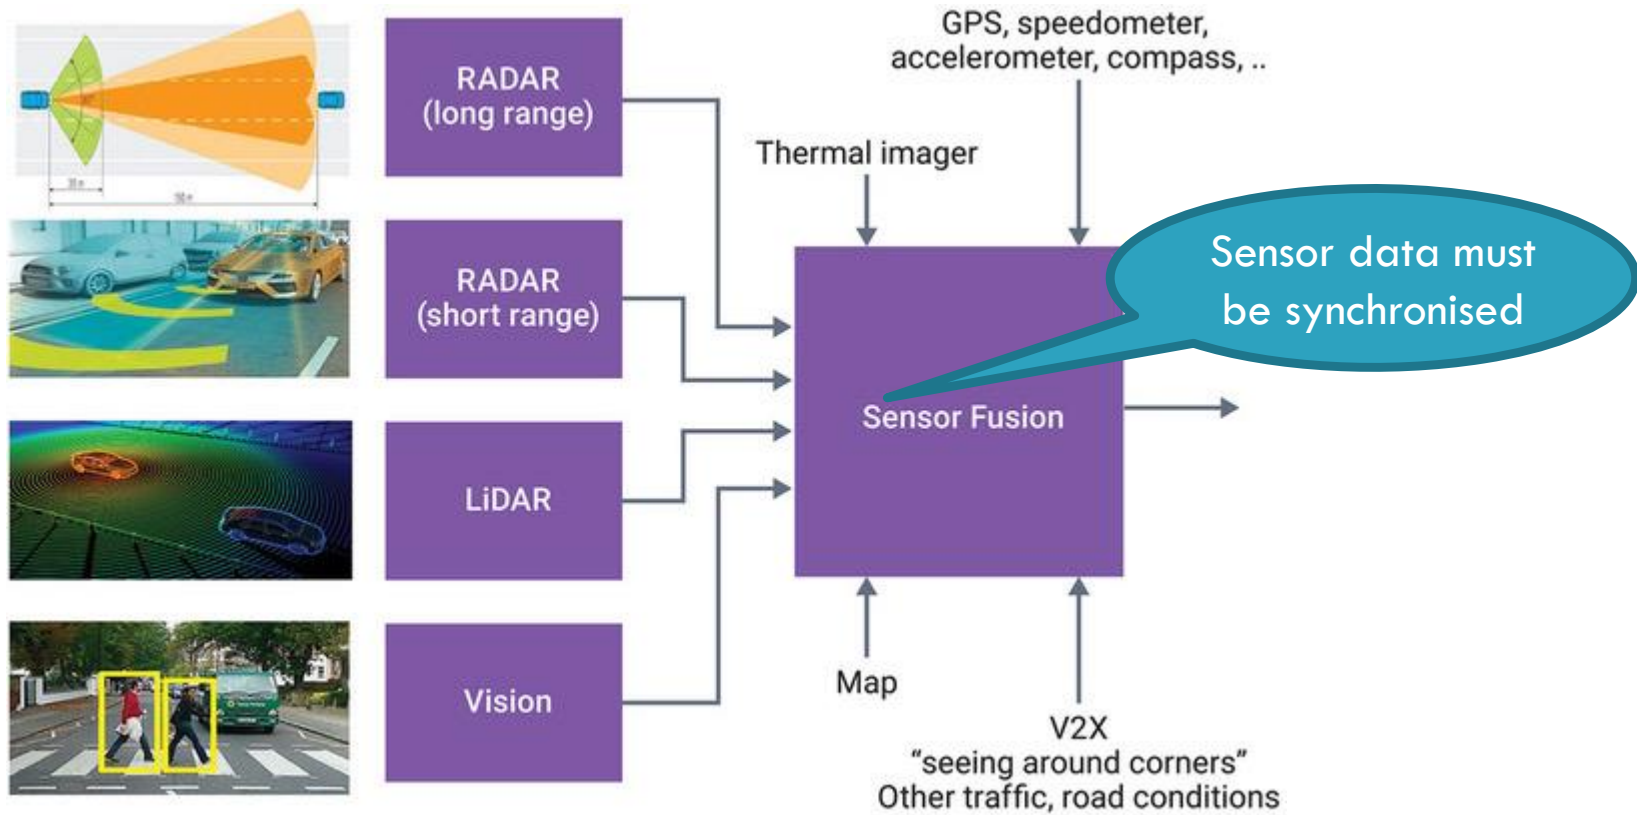 GPS, speedometer,
accelerometer, compass, ..
RADAR
(long range)
Thermal imager
Sensor data must
be synchronised
RADAR
(short range)
Sensor Fusion
LiDAR
Map
Vision
V2X
“seeing around corners”
Other traffic, road conditions